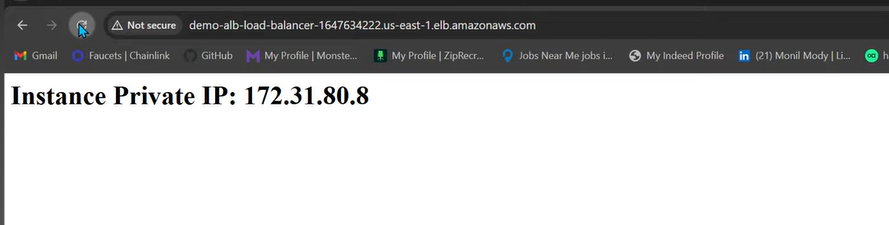 Not secure demo-alb-load-balancer-1647634222.us-east-1.elb.amazonaws.com
Gmail Faucets | Chainlink GitHub My Profile | Monste... My Profile | ZipRecr... Jobs Near Me jobs i... My Indeed Profile (21) Monil Mody | Li... h
Instance Private IP: 172.31.80.8